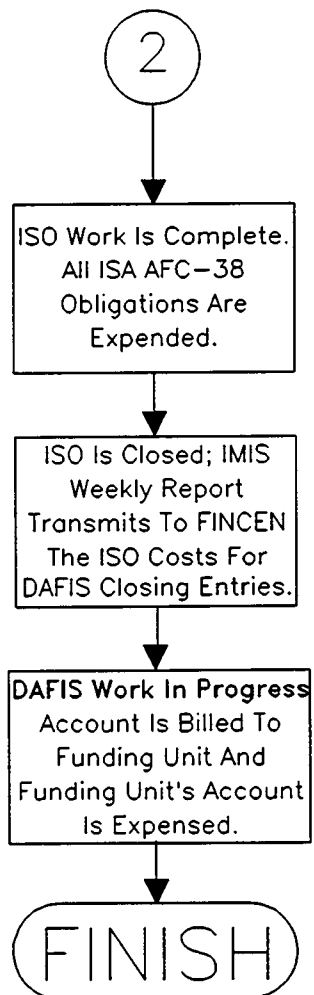 2
ISO Work Is Complete.
All ISA AFC-38
Obligations Are
Expended.
ISO Is Closed; IMIS
Weekly Report
Transmits To FINCEN
The ISO Costs For
DAFIS Closing Entries.
DAFIS Work In Progress
Account Is Billed To
Funding Unit And
Funding Unit's Account
Is Expensed.
FINISH